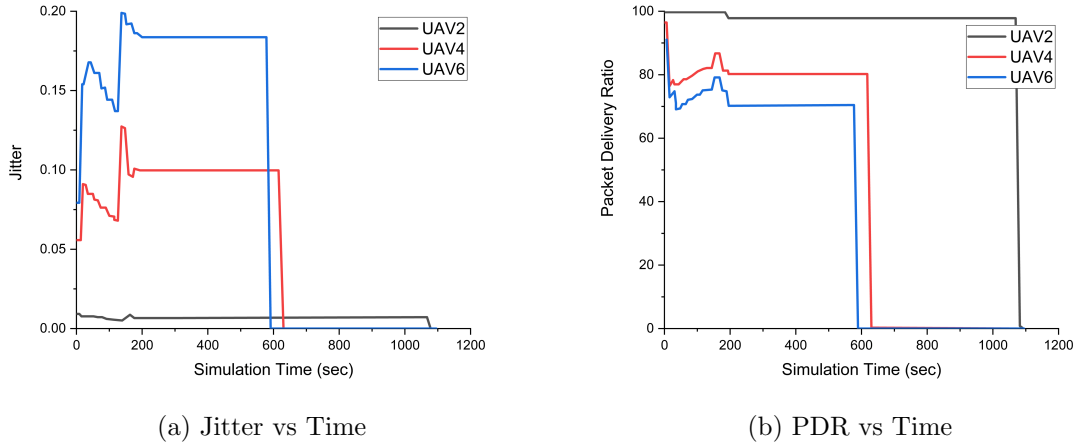 0.20
0.15
0.10
0.05
0.00
Jitter
0 200 400 600 800 1000 1200
Simulation Time (sec)
UAV2
UAV4
UAV6
(a) Jitter vs Time
100
80
60
40
20
0
Packet Delivery Ratio
0 200 400 600 800 1000 1200
Simulation Time (sec)
UAV2
UAV4
UAV6
(b) PDR vs Time